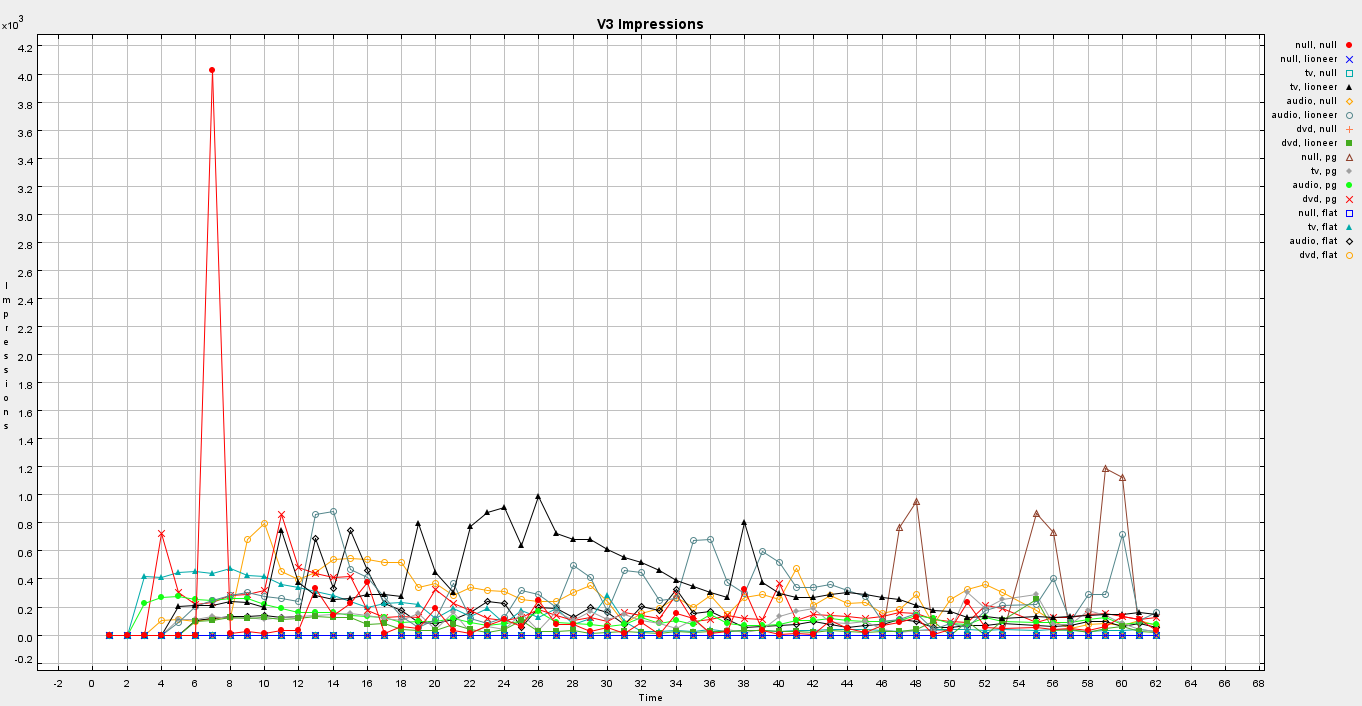 V3 Impressions
x10³
4.2
4.0
3.8
3.6
3.4
3.2
3.0
2.8
2.6
2.4
2.2
2.0
1.8
1.6
1.4
1.2
1.0
0.8
0.6
0.4
0.2
0.0
-0.2
Impressions
-2 0 2 4 6 8 10 12 14 16 18 20 22 24 26 28 30 32 34 36 38 40 42 44 46 48 50 52 54 56 58 60 62 64 66 68
Time
null, null
null, lioneer
tv, null
tv, lioneer
audio, null
audio, lioneer
dvd, null
dvd, lioneer
null, pg
tv, pg
audio, pg
dvd, pg
null, flat
tv, flat
audio, flat
dvd, flat